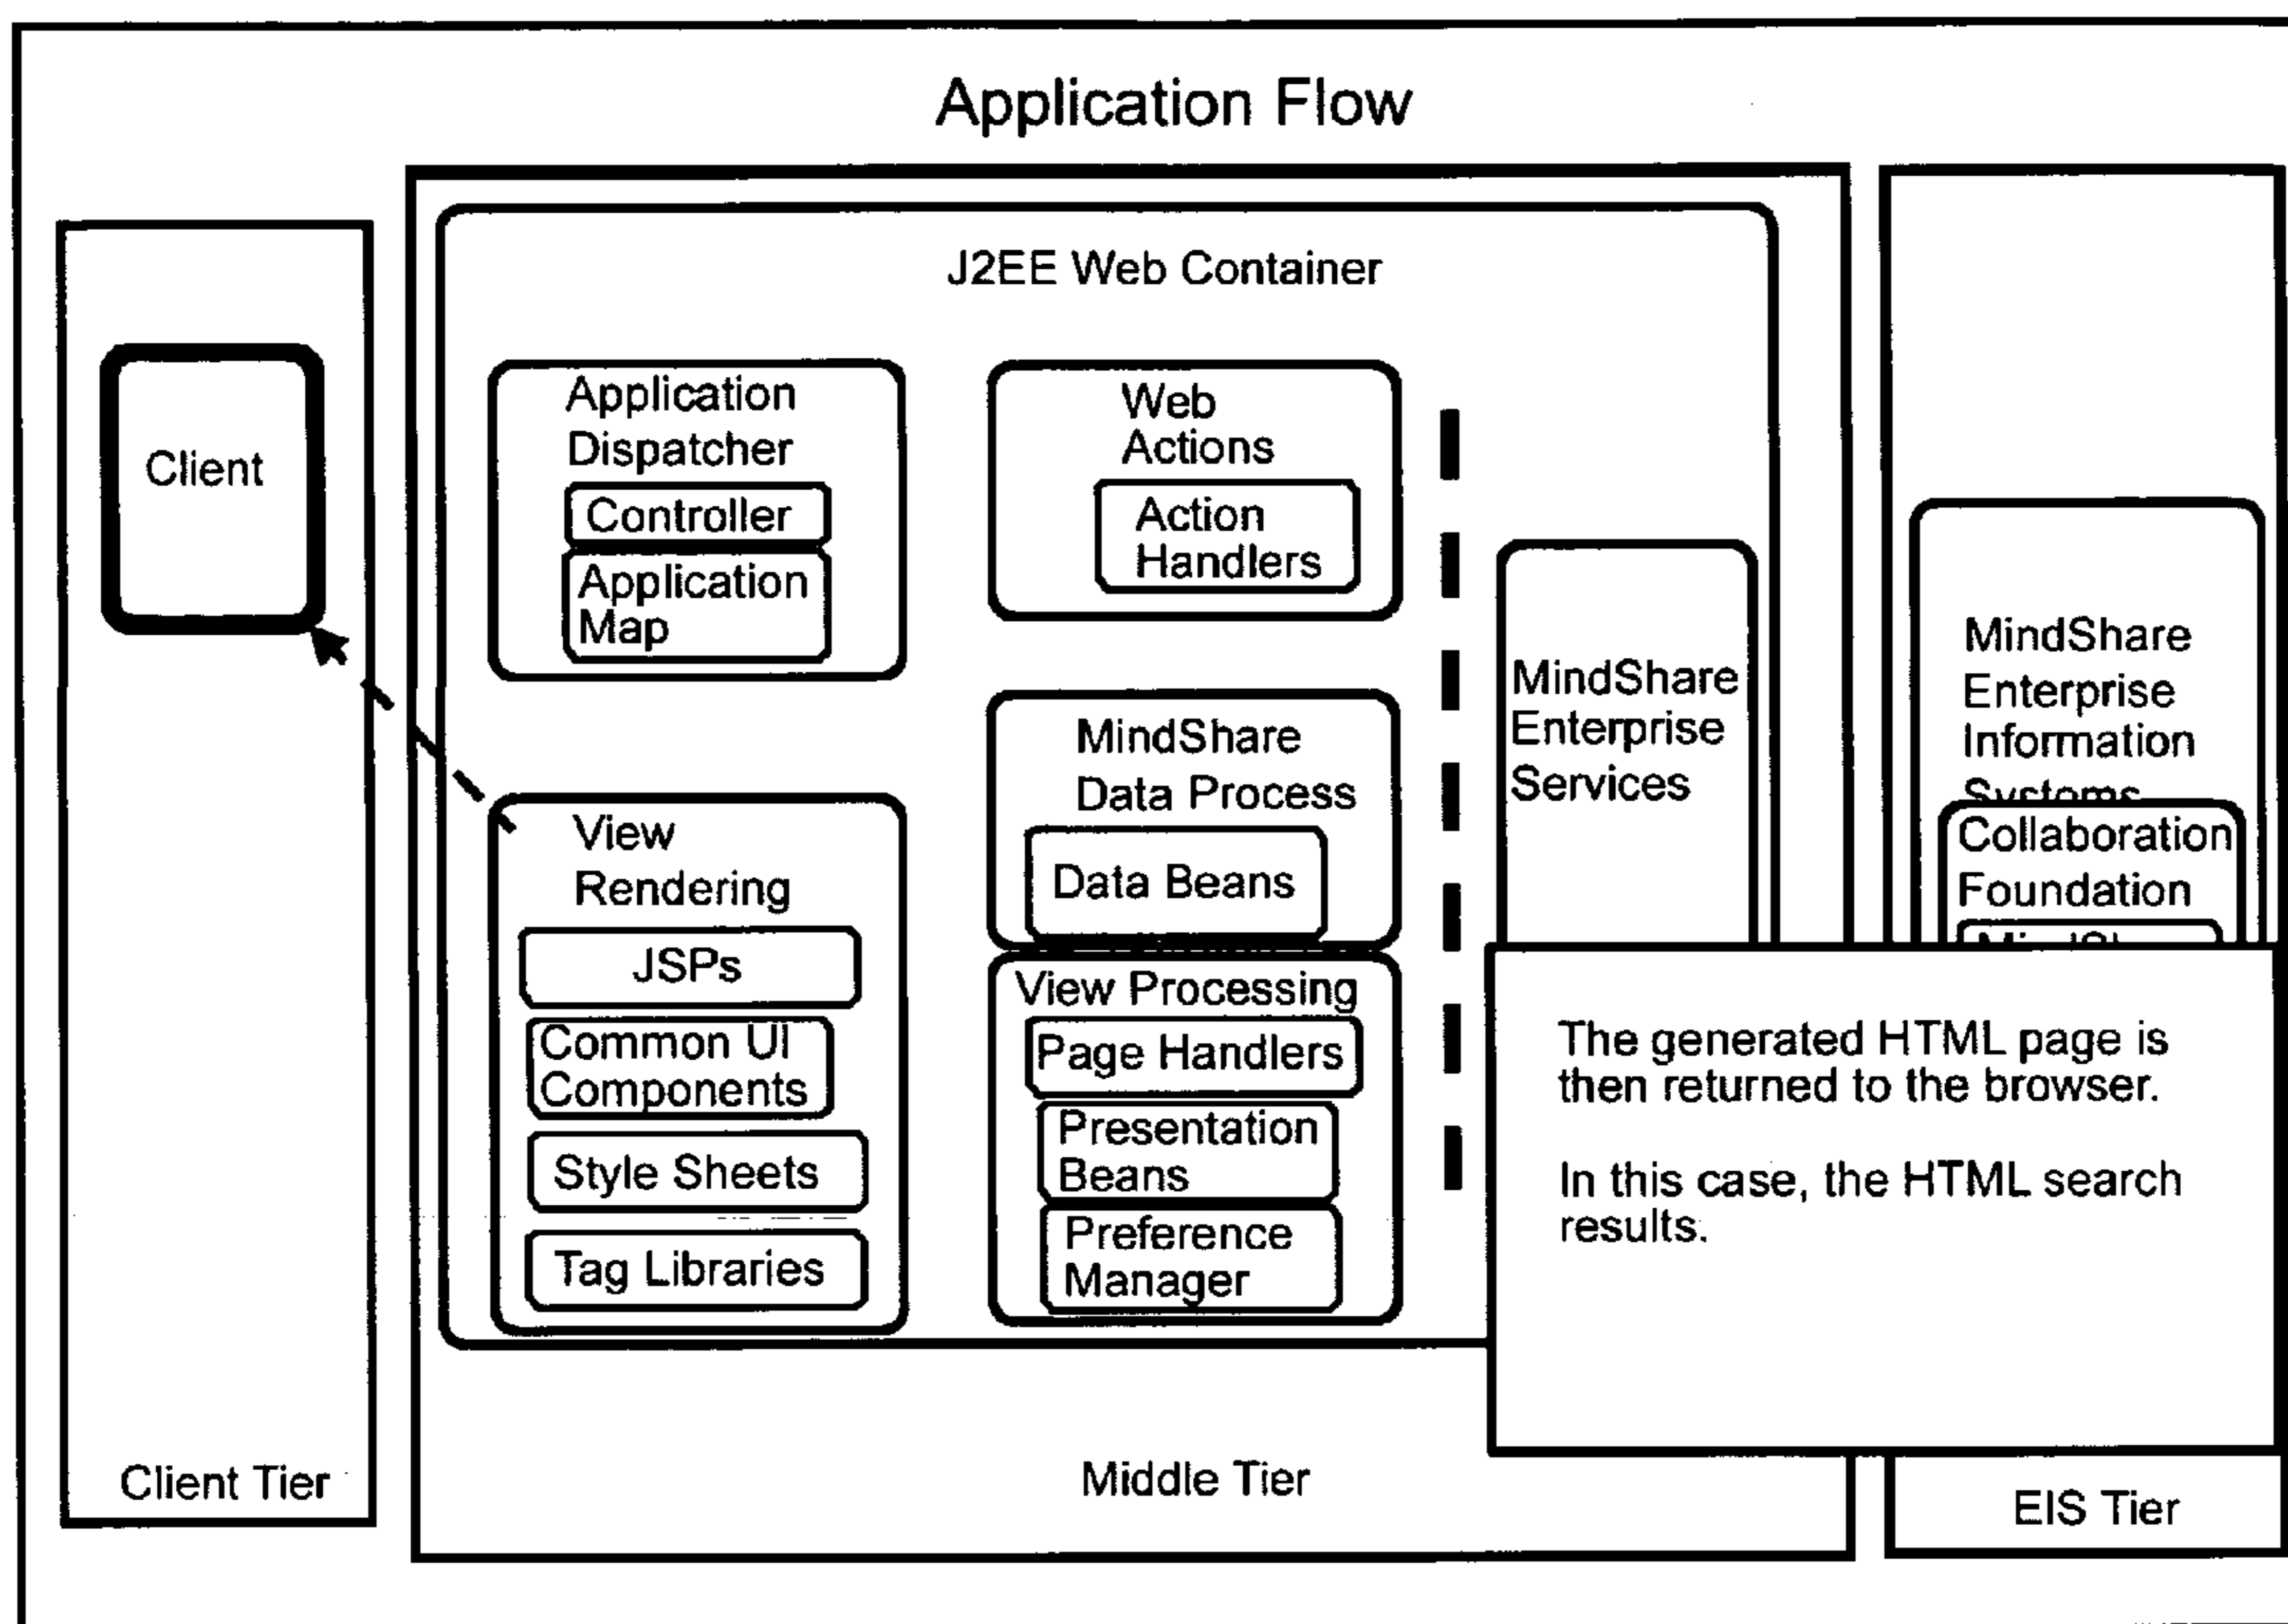 Application Flow
J2EE Web Container
Client
Application
Dispatcher
Controller
Application
Map
Web
Actions
Action
Handlers
MindShare
Data Process
Data Beans
View
Rendering
JSPs
Common UI
Components
Style Sheets
Tag Libraries
View Processing
Page Handlers
Presentation
Beans
Preference
Manager
MindShare
Enterprise
Services
MindShare
Enterprise
Information
Systems
Collaboration
Foundation
The generated HTML page is
then returned to the browser.
In this case, the HTML search
results.
Client Tier
Middle Tier
EIS Tier